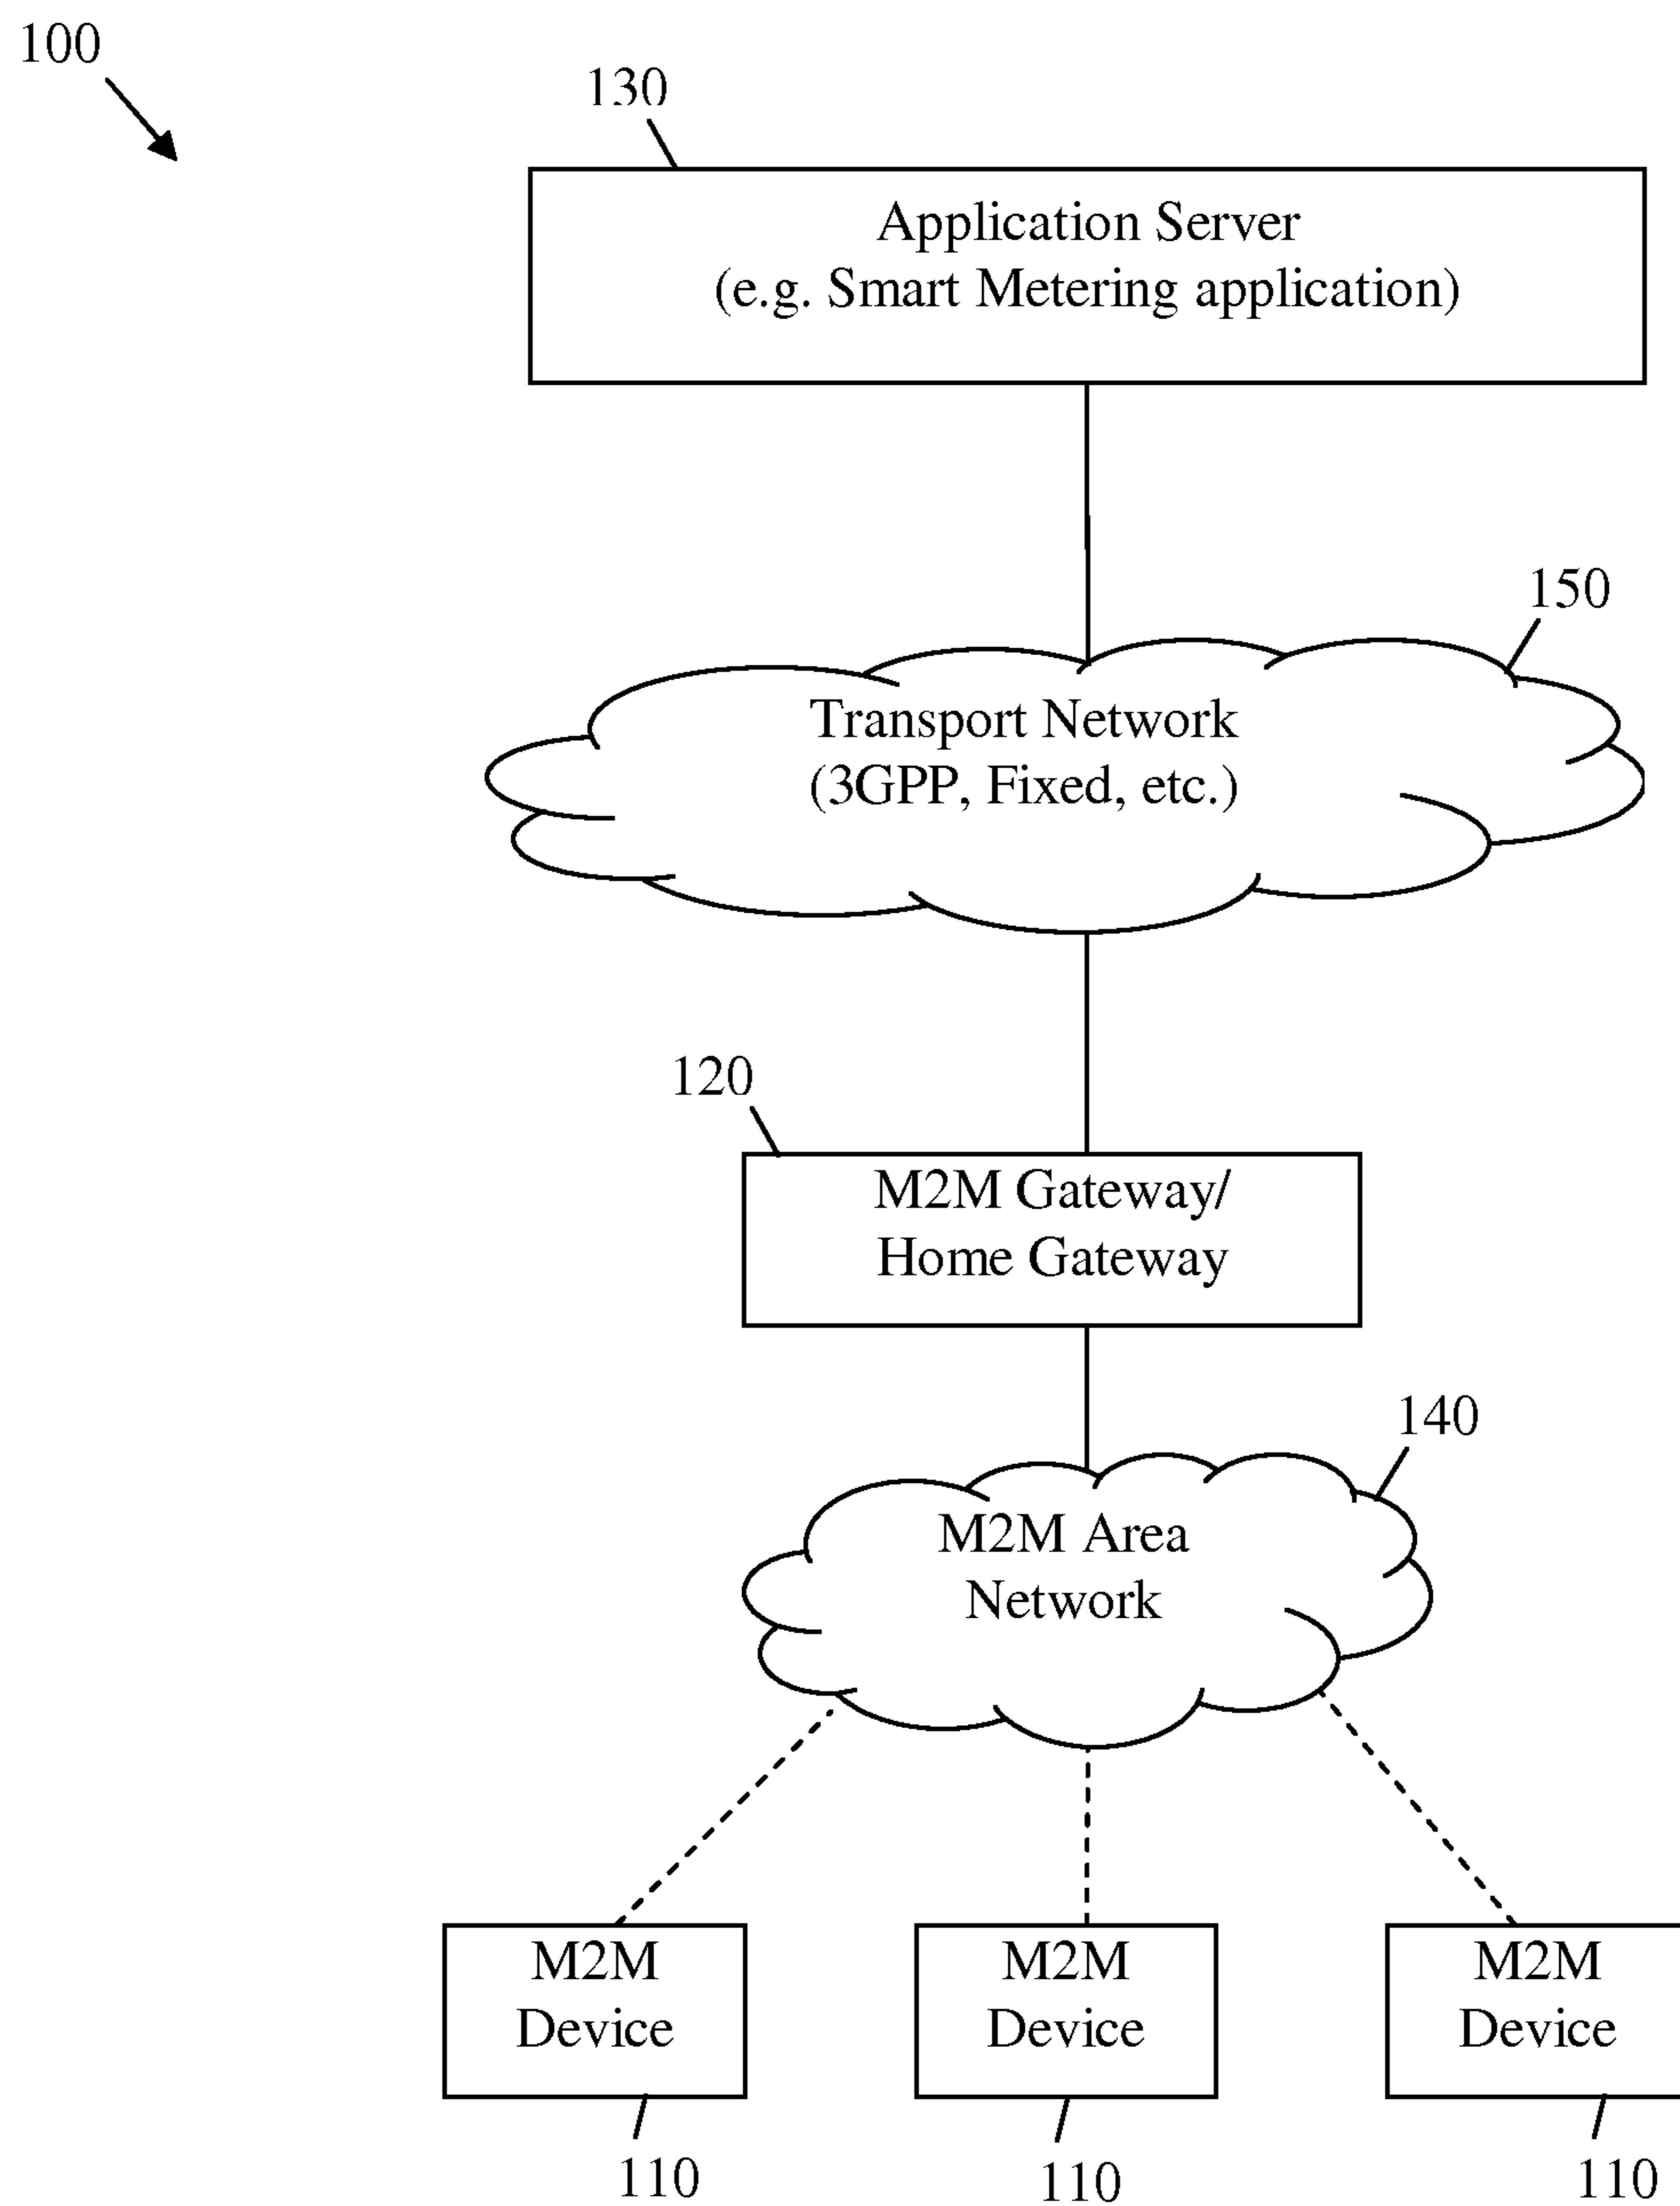 100
130
Application Server
(e.g. Smart Metering application)
150
Transport Network
(3GPP, Fixed, etc.)
120
M2M Gateway/
Home Gateway
140
M2M Area
Network
M2M
Device
M2M
Device
M2M
Device
110
110
110